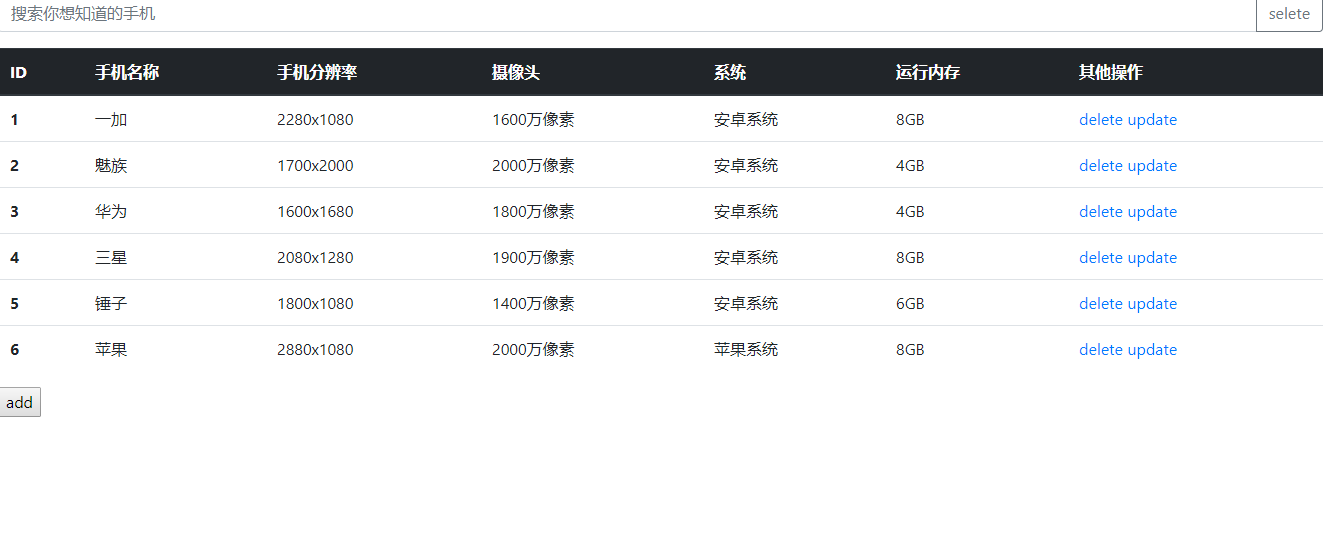 搜索你想知道的手机 selete
ID 手机名称 手机分辨率 摄像头 系统 运行内存 其他操作
1 一加 2280x1080 1600万像素 安卓系统 8GB delete update
2 魅族 1700x2000 2000万像素 安卓系统 4GB delete update
3 华为 1600x1680 1800万像素 安卓系统 4GB delete update
4 三星 2080x1280 1900万像素 安卓系统 8GB delete update
5 锤子 1800x1080 1400万像素 安卓系统 6GB delete update
6 苹果 2880x1080 2000万像素 苹果系统 8GB delete update
add